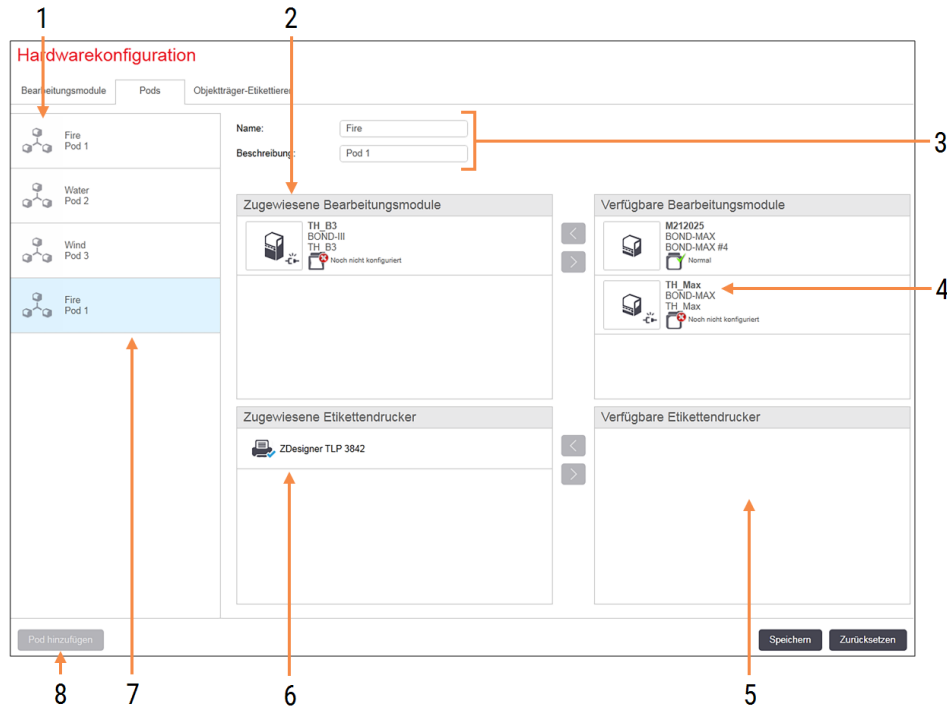 1
2
Hardwarekonfiguration
Bearbeitungsmodule
Pods
Objektträger-Etikettierer
Fire
Pod 1
Water
Pod 2
Wind
Pod 3
Fire
Pod 1
Name:
Fire
Beschreibung:
Pod 1
3
Zugewiesene Bearbeitungsmodule
TH_B3
BOND-III
TH_B3
Noch nicht konfiguriert
<
>
Verfügbare Bearbeitungsmodule
M212025
BOND-MAX
BOND-MAX #4
Normal
TH_Max
BOND-MAX
TH_Max
Noch nicht konfiguriert
4
Zugewiesene Etikettendrucker
ZDesigner TLP 3842
<
>
Verfügbare Etikettendrucker
Pod hinzufügen
Speichern
Zurücksetzen
8
7
6
5